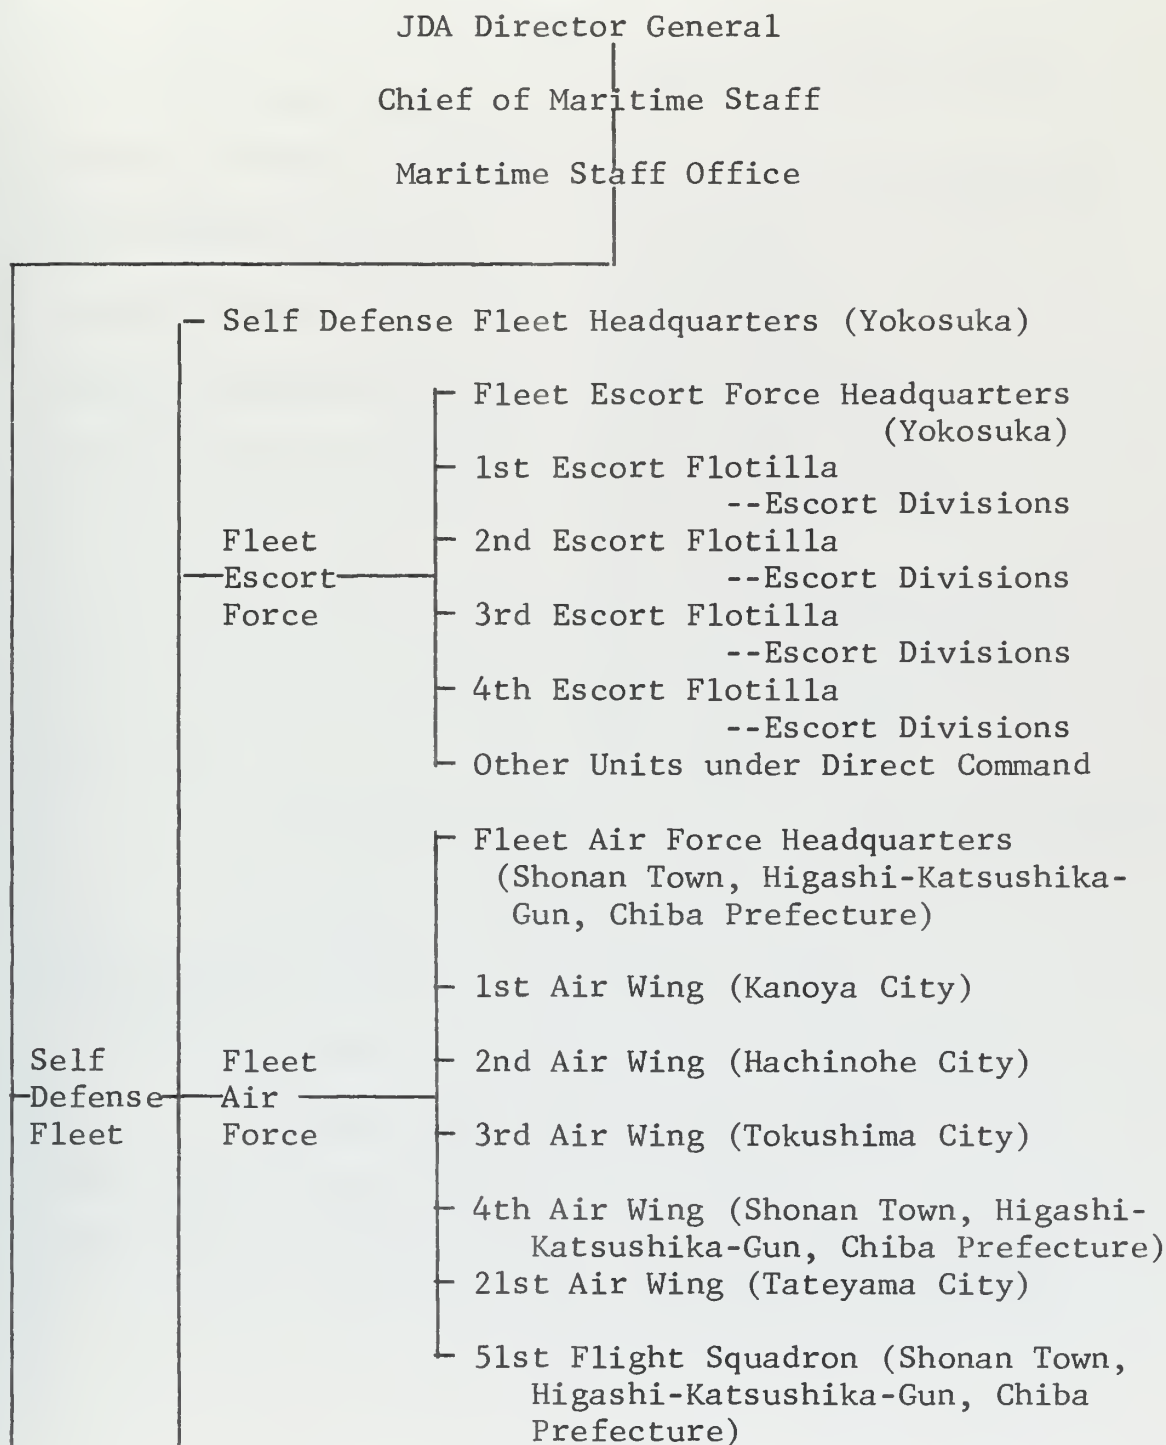 JDA Director General
Chief of Maritime Staff
Maritime Staff Office
- Self Defense Fleet Headquarters (Yokosuka)
- Fleet Escort Force Headquarters
(Yokosuka)
- 1st Escort Flotilla
--Escort Divisions
Fleet
Escort
Force
- 2nd Escort Flotilla
--Escort Divisions
- 3rd Escort Flotilla
--Escort Divisions
- 4th Escort Flotilla
--Escort Divisions
- Other Units under Direct Command
- Fleet Air Force Headquarters
(Shonan Town, Higashi-Katsushika-
Gun, Chiba Prefecture)
- 1st Air Wing (Kanoya City)
Self
Defense
Fleet
Fleet
Air
Force
- 2nd Air Wing (Hachinohe City)
- 3rd Air Wing (Tokushima City)
- 4th Air Wing (Shonan Town, Higashi-
Katsushika-Gun, Chiba Prefecture)
- 21st Air Wing (Tateyama City)
- 51st Flight Squadron (Shonan Town,
Higashi-Katsushika-Gun, Chiba
Prefecture)